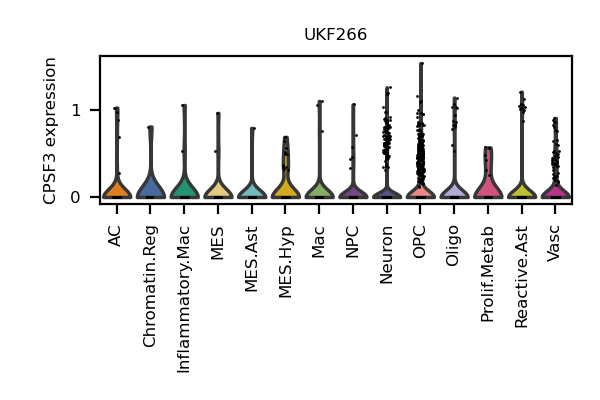 UKF266
CPSF3 expression
1
0
AC
Chromatin.Reg
Inflammatory.Mac
MES
MES.Ast
MES.Hyp
Mac
NPC
Neuron
OPC
Oligo
Prolif.Metab
Reactive.Ast
Vasc